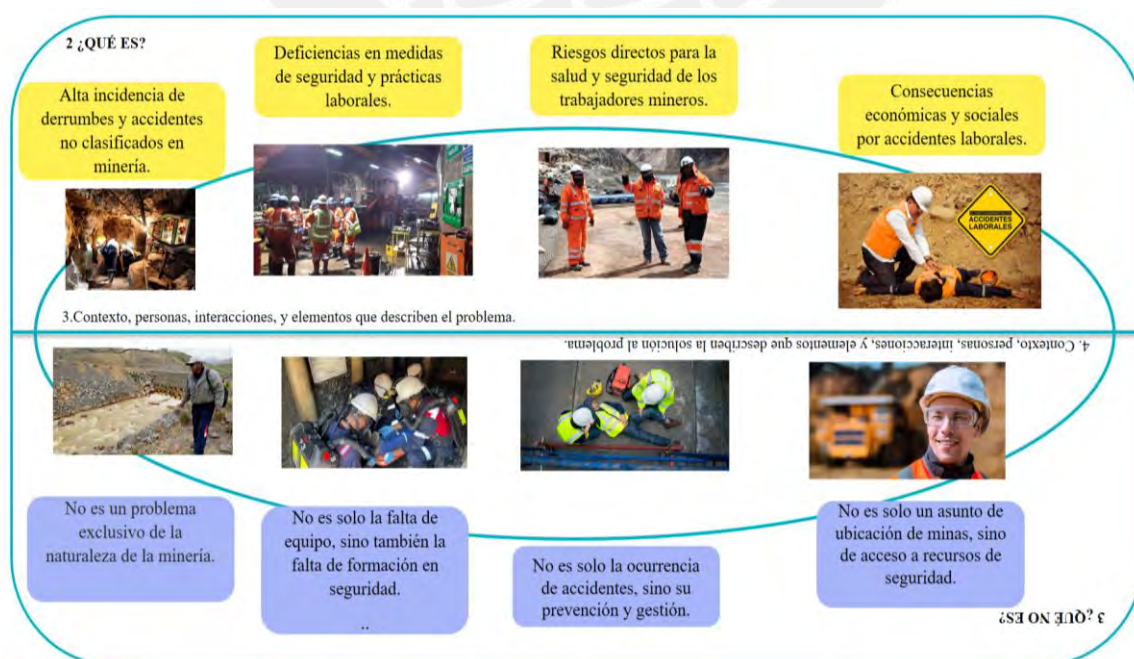 2 ¿QUÉ ES?
Alta incidencia de
derrumbes y accidentes
no clasificados en
minería.
Deficiencias en medidas
de seguridad y prácticas
laborales.
Riesgos directos para la
salud y seguridad de los
trabajadores mineros.
Consecuencias
económicas y sociales
por accidentes laborales.
ACCIDENTES
LABORALES
3.Contexto, personas, interacciones, y elementos que describen el problema.
4. Contexto, personas, interacciones, y elementos que describen la solución al problema.
No es un problema
exclusivo de la
naturaleza de la minería.
No es solo la falta de
equipo, sino también la
falta de formación en
seguridad.
..
No es solo la ocurrencia
de accidentes, sino su
prevención y gestión.
No es solo un asunto de
ubicación de minas, sino
de acceso a recursos de
seguridad.
3 ¿QUÉ NO ES?